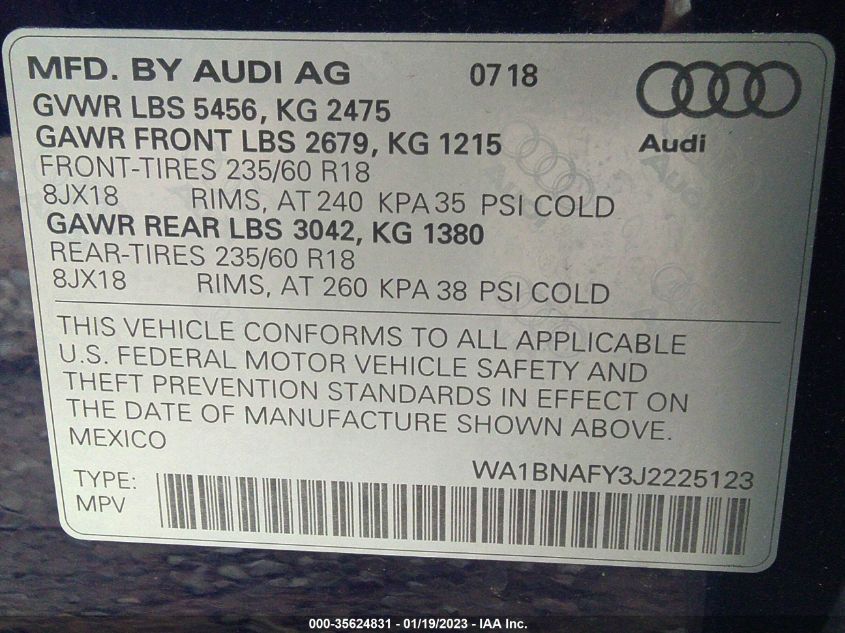 MFD. BY AUDI AG 0718
GVWR LBS 5456, KG 2475
GAWR FRONT LBS 2679, KG 1215
Audi
FRONT-TIRES 235/60 R18
8JX18 RIMS, AT 240 KPA 35 PSI COLD
GAWR REAR LBS 3042, KG 1380
REAR-TIRES 235/60 R18
8JX18 RIMS, AT 260 KPA 38 PSI COLD
THIS VEHICLE CONFORMS TO ALL APPLICABLE
U.S. FEDERAL MOTOR VEHICLE SAFETY AND
THEFT PREVENTION STANDARDS IN EFFECT ON
THE DATE OF MANUFACTURE SHOWN ABOVE.
MEXICO
WA1BNAFY3J2225123
TYPE:
MPV
000-35624831 - 01/19/2023 - IAA Inc.